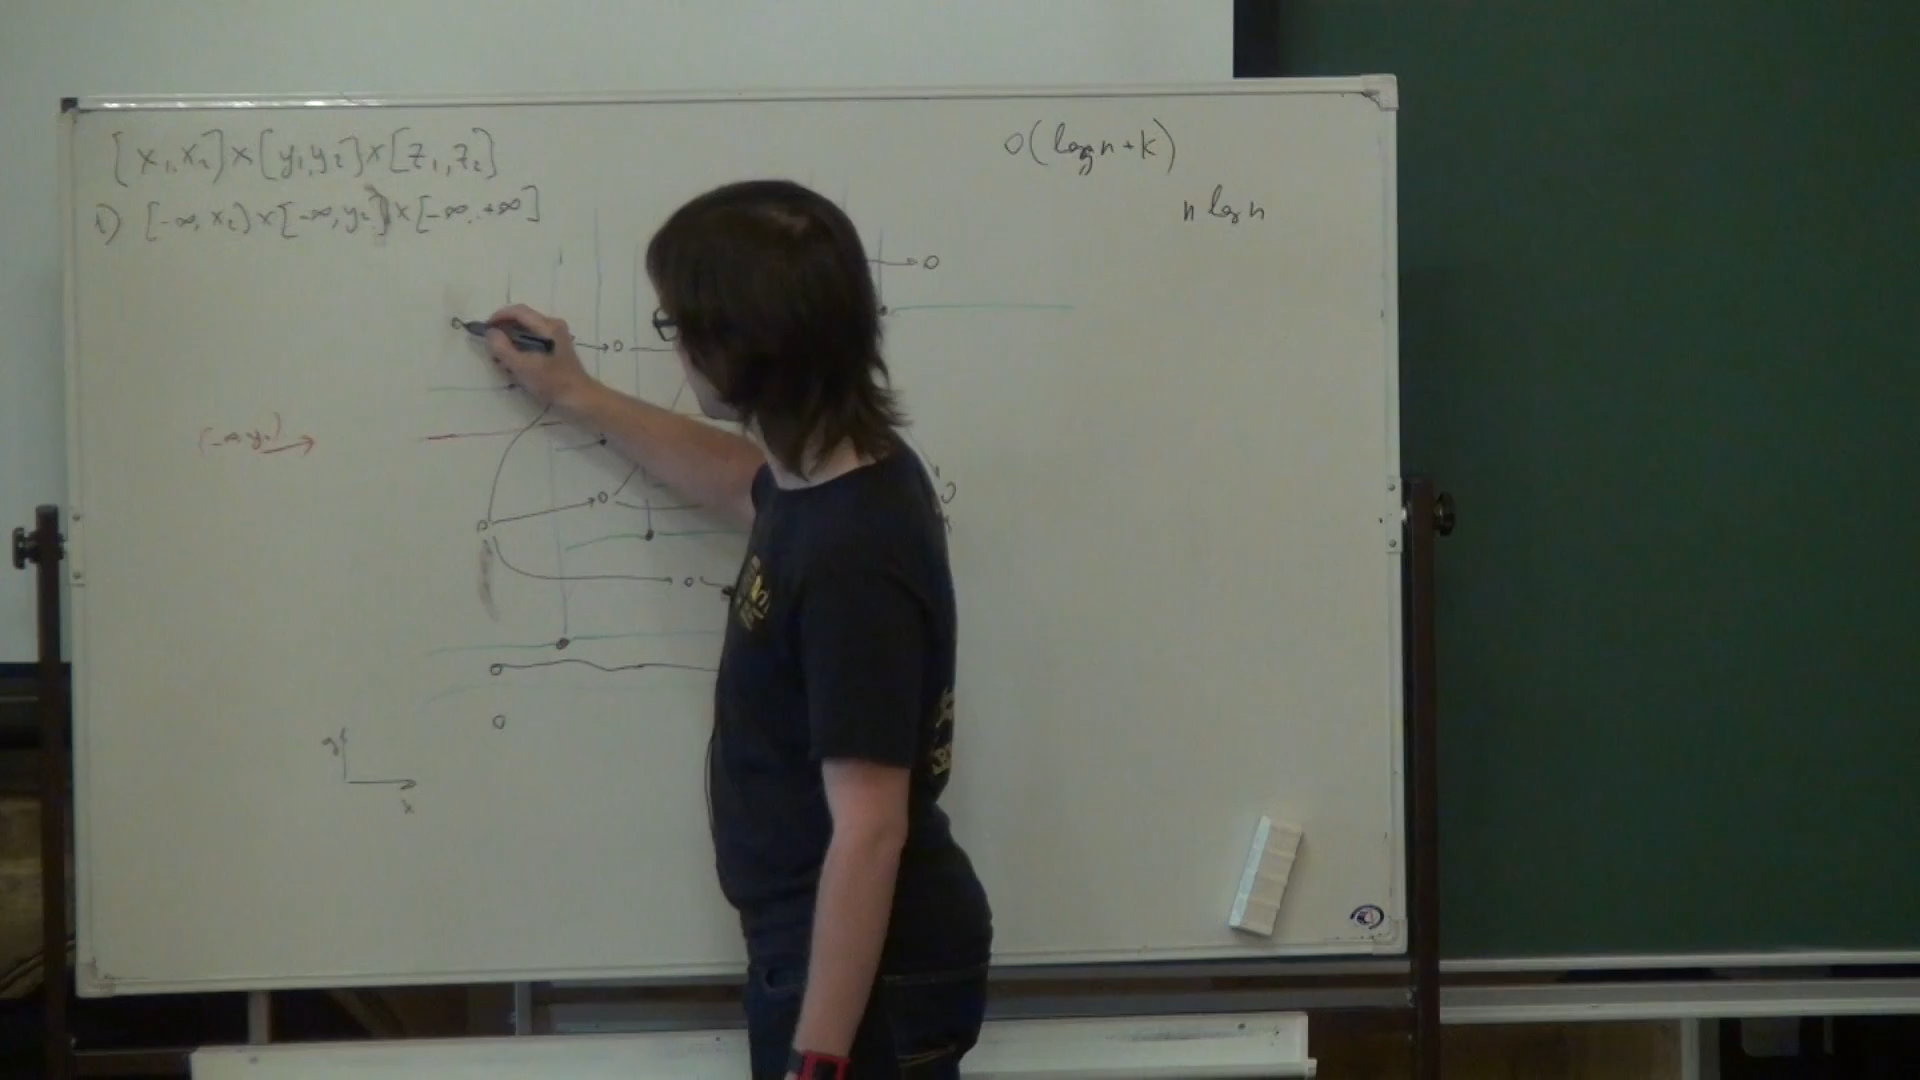 [x₁,x₂]×[y₁,y₂]×[z₁,z₂]
1) [-∞, x₂)×[-∞,y₂]×[-∞, +∞]
O(log n + k)
n log n
(-∞ y₂)
y
x